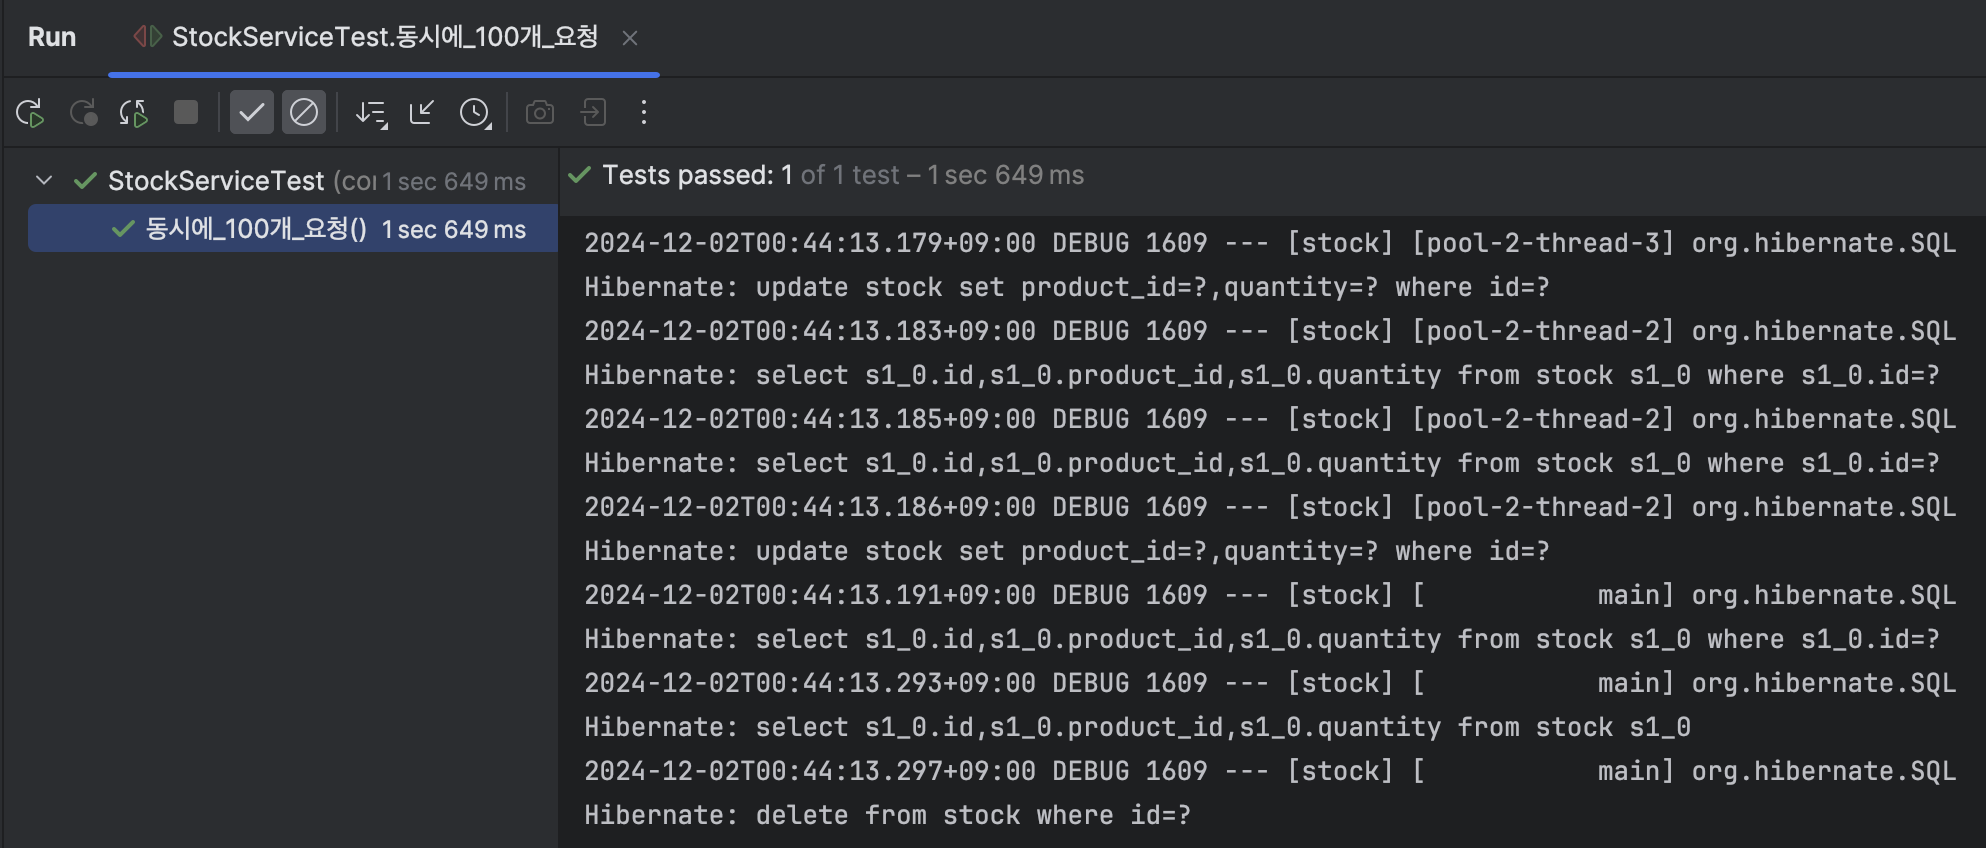 Run StockServiceTest.동시에_100개_요청
StockServiceTest (con 1 sec 649 ms
동시에_100개_요청() 1 sec 649 ms
Tests passed: 1 of 1 test – 1 sec 649 ms
2024-12-02T00:44:13.179+09:00 DEBUG 1609 --- [stock] [pool-2-thread-3] org.hibernate.SQL
Hibernate: update stock set product_id=?,quantity=? where id=?
2024-12-02T00:44:13.183+09:00 DEBUG 1609 --- [stock] [pool-2-thread-2] org.hibernate.SQL
Hibernate: select s1_0.id,s1_0.product_id,s1_0.quantity from stock s1_0 where s1_0.id=?
2024-12-02T00:44:13.185+09:00 DEBUG 1609 --- [stock] [pool-2-thread-2] org.hibernate.SQL
Hibernate: select s1_0.id,s1_0.product_id,s1_0.quantity from stock s1_0 where s1_0.id=?
2024-12-02T00:44:13.186+09:00 DEBUG 1609 --- [stock] [pool-2-thread-2] org.hibernate.SQL
Hibernate: update stock set product_id=?,quantity=? where id=?
2024-12-02T00:44:13.191+09:00 DEBUG 1609 --- [stock] [           main] org.hibernate.SQL
Hibernate: select s1_0.id,s1_0.product_id,s1_0.quantity from stock s1_0 where s1_0.id=?
2024-12-02T00:44:13.293+09:00 DEBUG 1609 --- [stock] [           main] org.hibernate.SQL
Hibernate: select s1_0.id,s1_0.product_id,s1_0.quantity from stock s1_0
2024-12-02T00:44:13.297+09:00 DEBUG 1609 --- [stock] [           main] org.hibernate.SQL
Hibernate: delete from stock where id=?